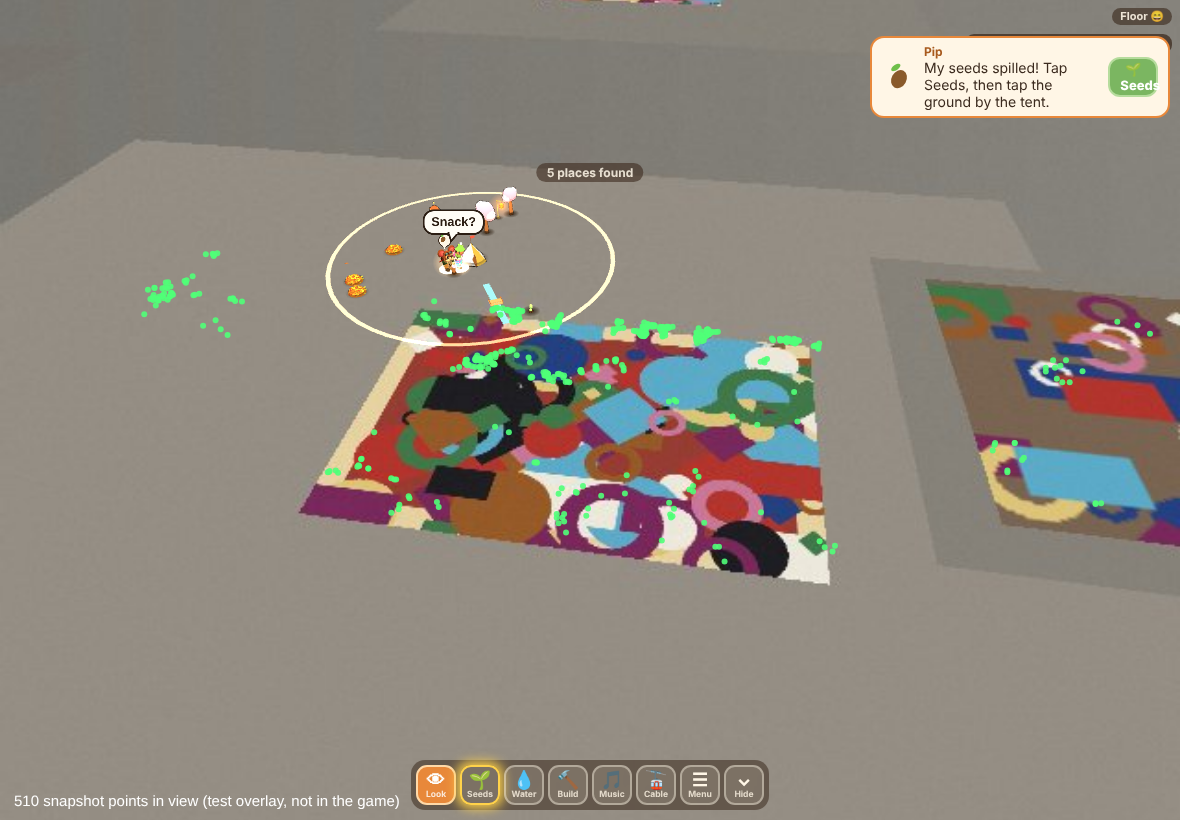 Floor 😄
Pip
My seeds spilled! Tap
Seeds, then tap the
ground by the tent.
Seeds
5 places found
Snack?
Look
Seeds
Water
Build
Music
Cable
Menu
Hide
510 snapshot points in view (test overlay, not in the game)